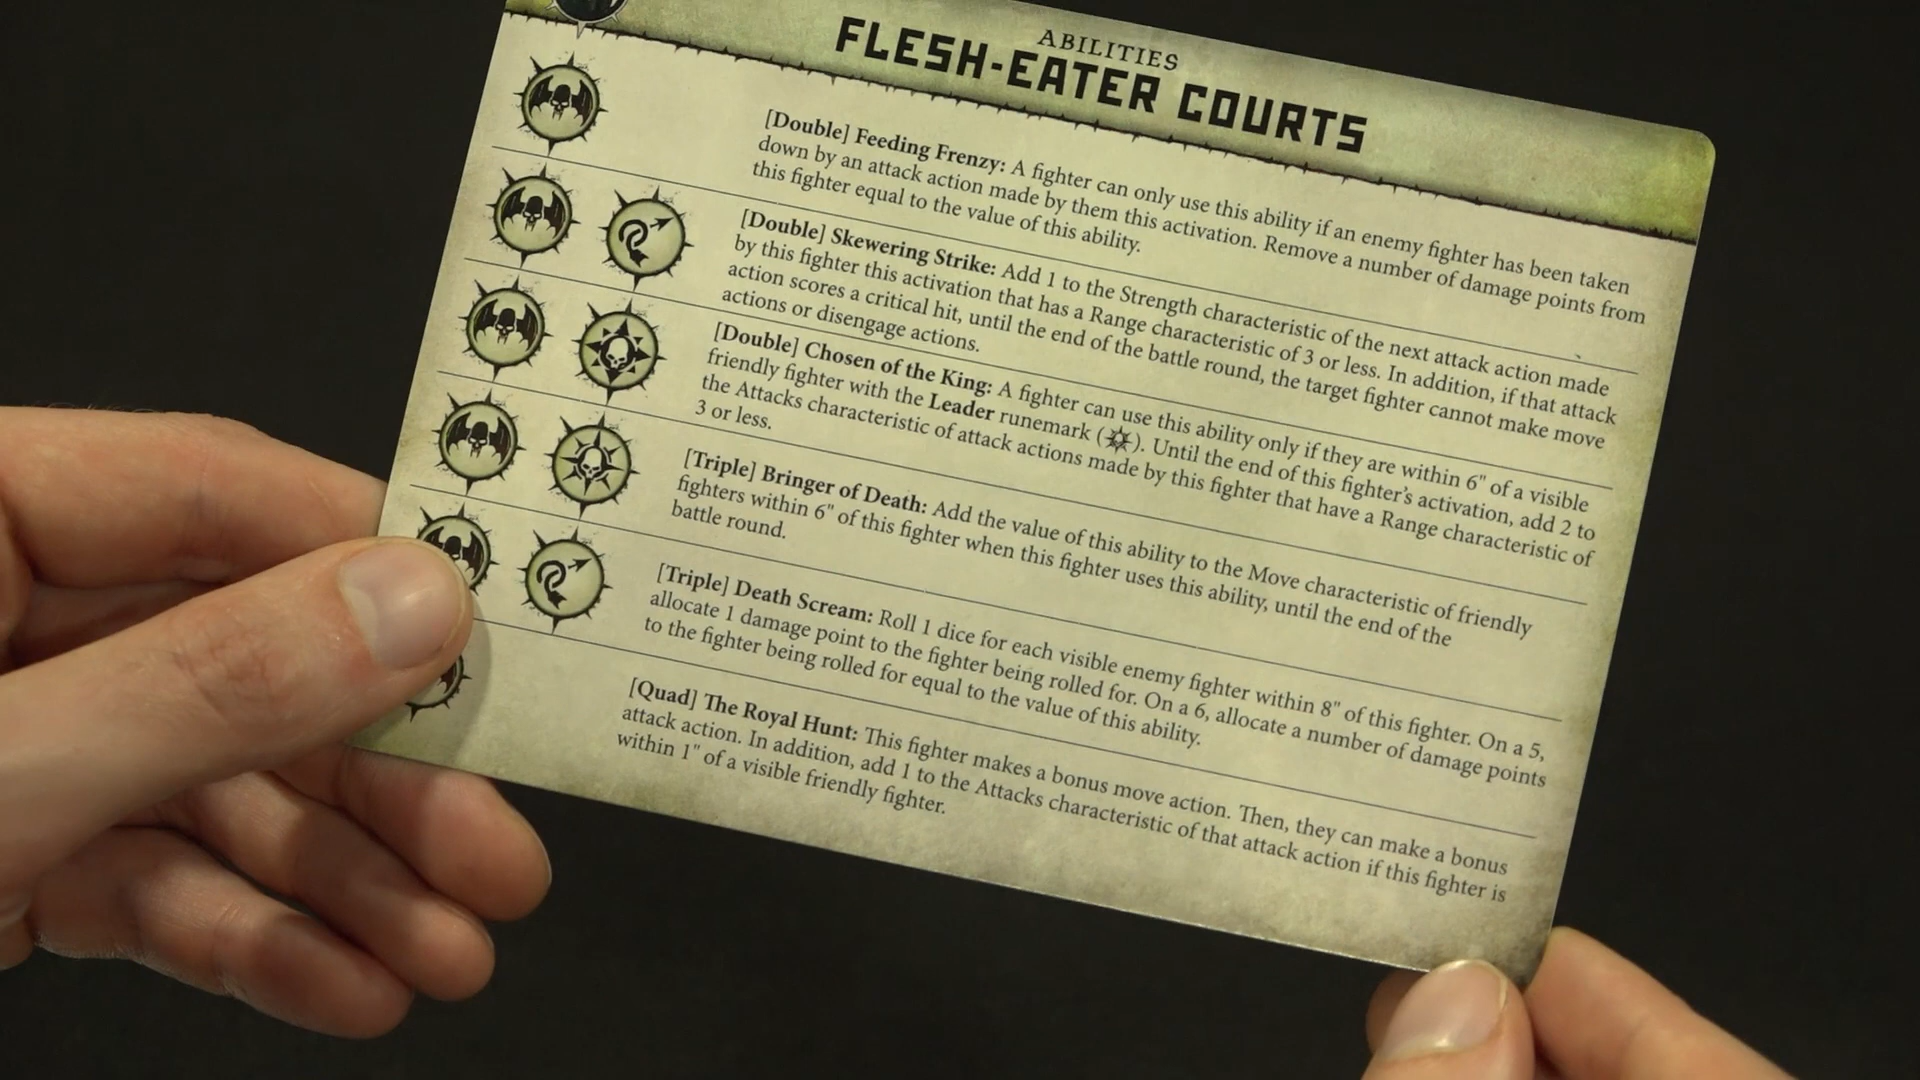 ABILITIES
FLESH-EATER COURTS
[Double] Feeding Frenzy: A fighter can only use this ability if an enemy fighter has been taken
down by an attack action made by them this activation. Remove a number of damage points from
this fighter equal to the value of this ability.
[Double] Skewering Strike: Add 1 to the Strength characteristic of the next attack action made
by this fighter this activation that has a Range characteristic of 3 or less. In addition, if that attack
action scores a critical hit, until the end of the battle round, the target fighter cannot make move
actions or disengage actions.
[Double] Chosen of the King: A fighter can use this ability only if they are within 6" of a visible
friendly fighter with the Leader runemark ( ). Until the end of this fighter's activation, add 2 to
the Attacks characteristic of attack actions made by this fighter that have a Range characteristic of
3 or less.
[Triple] Bringer of Death: Add the value of this ability to the Move characteristic of friendly
fighters within 6" of this fighter when this fighter uses this ability, until the end of the
battle round.
[Triple] Death Scream: Roll 1 dice for each visible enemy fighter within 8" of this fighter. On a 5,
allocate 1 damage point to the fighter being rolled for. On a 6, allocate a number of damage points
to the fighter being rolled for equal to the value of this ability.
[Quad] The Royal Hunt: This fighter makes a bonus move action. Then, they can make a bonus
attack action. In addition, add 1 to the Attacks characteristic of that attack action if this fighter is
within 1" of a visible friendly fighter.